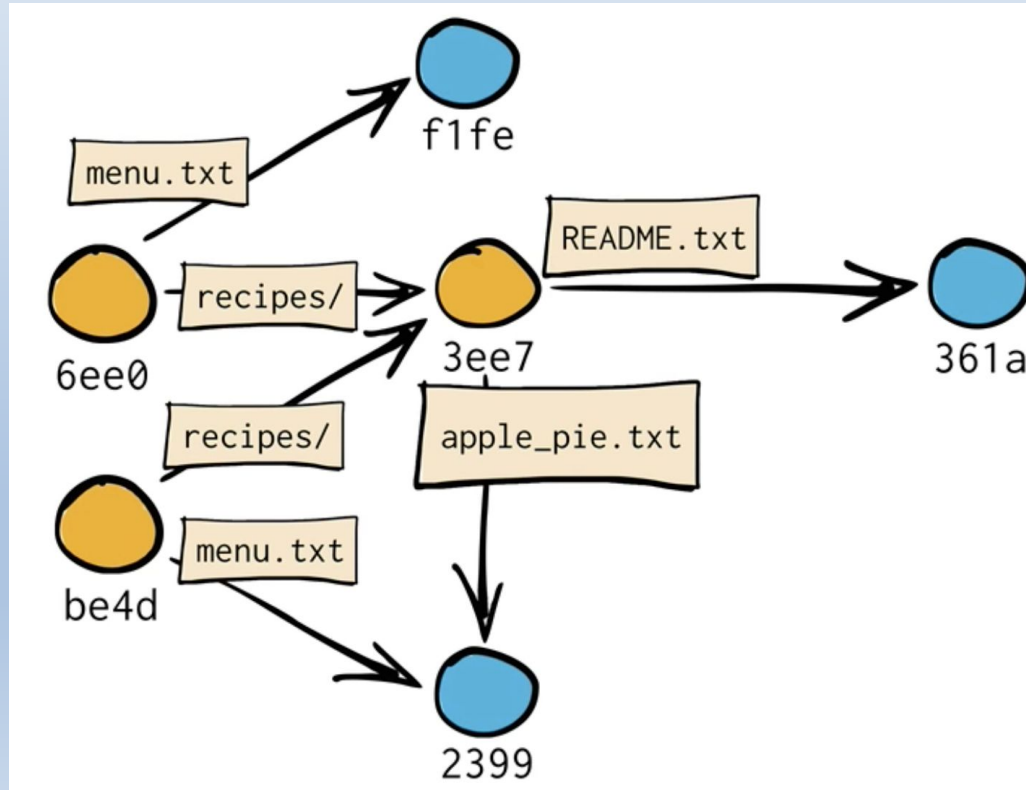 f1fe
menu.txt
README.txt
recipes/
6ee0
3ee7
361a
recipes/
apple_pie.txt
menu.txt
be4d
2399